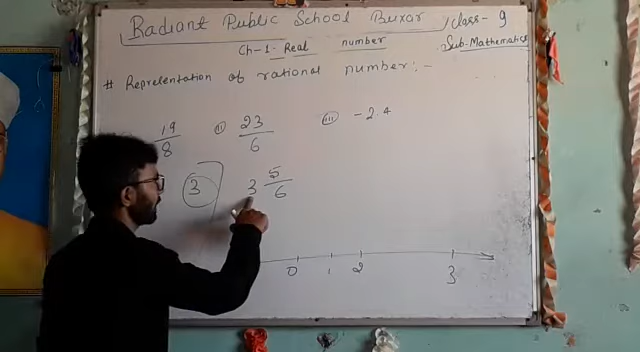 Radiant Public School Buxar
Class - 9
Ch-1. Real number
Sub-Mathematics
# Reprentation of rational number:-
19/8 (ii) 23/6 (iii) -2.4
3 3 5/6
0 1 2 3